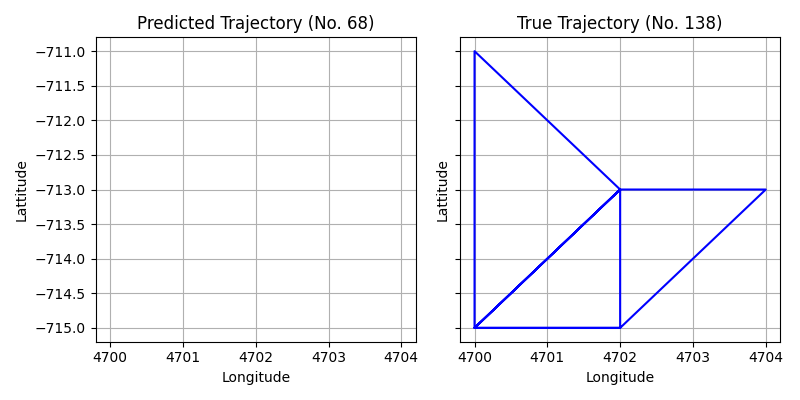 Predicted Trajectory (No. 68)
True Trajectory (No. 138)
−711.0
−711.5
−712.0
−712.5
−713.0
−713.5
−714.0
−714.5
−715.0
Lattitude
Lattitude
4700 4701 4702 4703 4704
4700 4701 4702 4703 4704
Longitude
Longitude